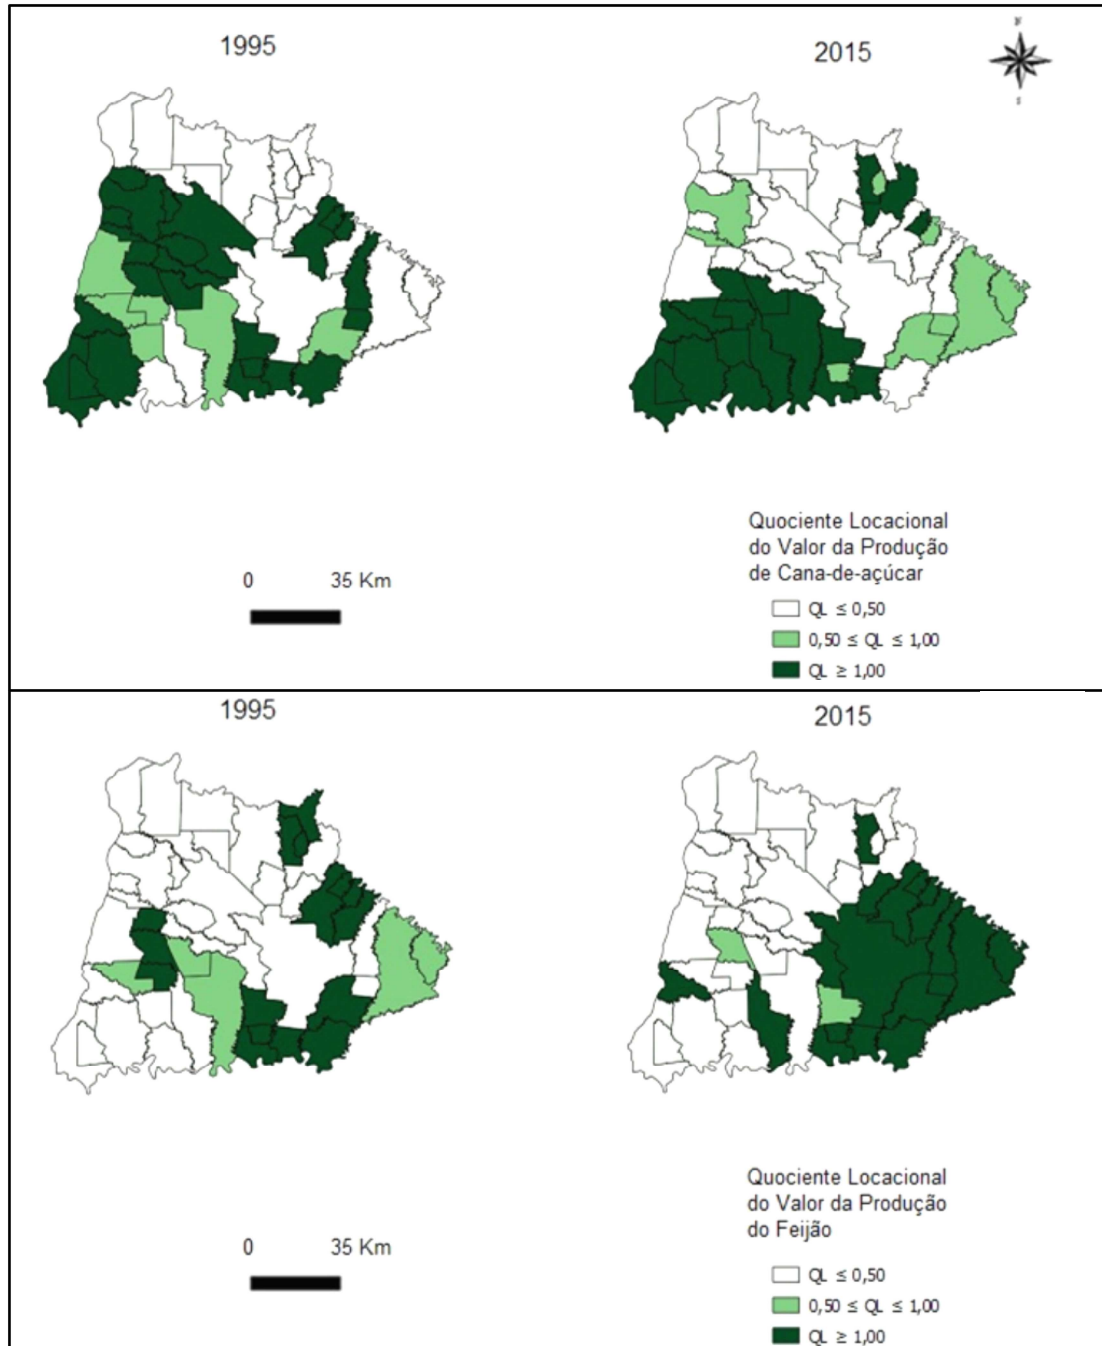 1995
2015
N
S
Quociente Locacional
do Valor da Produção
de Cana-de-açúcar
0 35 Km
QL ≤ 0,50
0,50 ≤ QL ≤ 1,00
QL ≥ 1,00
1995
2015
Quociente Locacional
do Valor da Produção
do Feijão
0 35 Km
QL ≤ 0,50
0,50 ≤ QL ≤ 1,00
QL ≥ 1,00